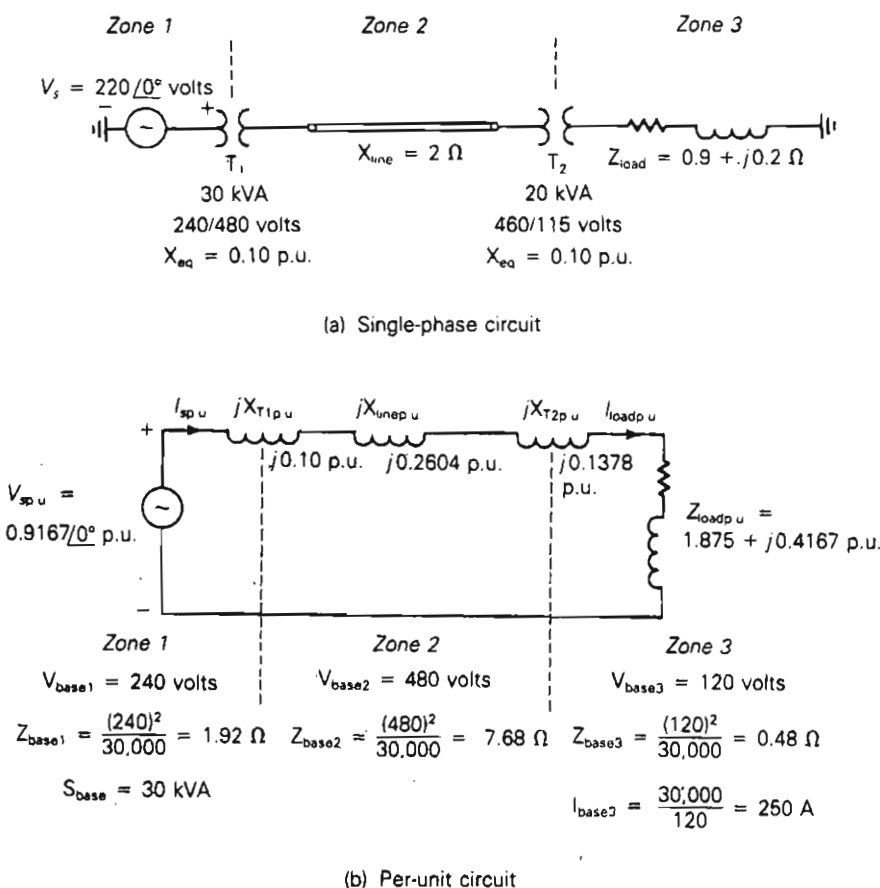 Zone 1 Zone 2 Zone 3
V_s = 220/0° volts
− + 
~
T_1 X_line = 2 Ω T_2 Z_load = 0.9 + j0.2 Ω
30 kVA 20 kVA
240/480 volts 460/115 volts
X_eq = 0.10 p.u. X_eq = 0.10 p.u.
(a) Single-phase circuit
I_sp u jX_T1p u jX_linep u jX_T2p u I_loadp u
+
j0.10 p.u. j0.2604 p.u. j0.1378
p.u.
V_sp u =
0.9167/0° p.u.
~
Z_loadp u =
1.875 + j0.4167 p.u.
−
Zone 1 Zone 2 Zone 3
V_base1 = 240 volts V_base2 = 480 volts V_base3 = 120 volts
Z_base1 = (240)²/30,000 = 1.92 Ω Z_base2 = (480)²/30,000 = 7.68 Ω Z_base3 = (120)²/30,000 = 0.48 Ω
S_base = 30 kVA
I_base3 = 30,000/120 = 250 A
(b) Per-unit circuit